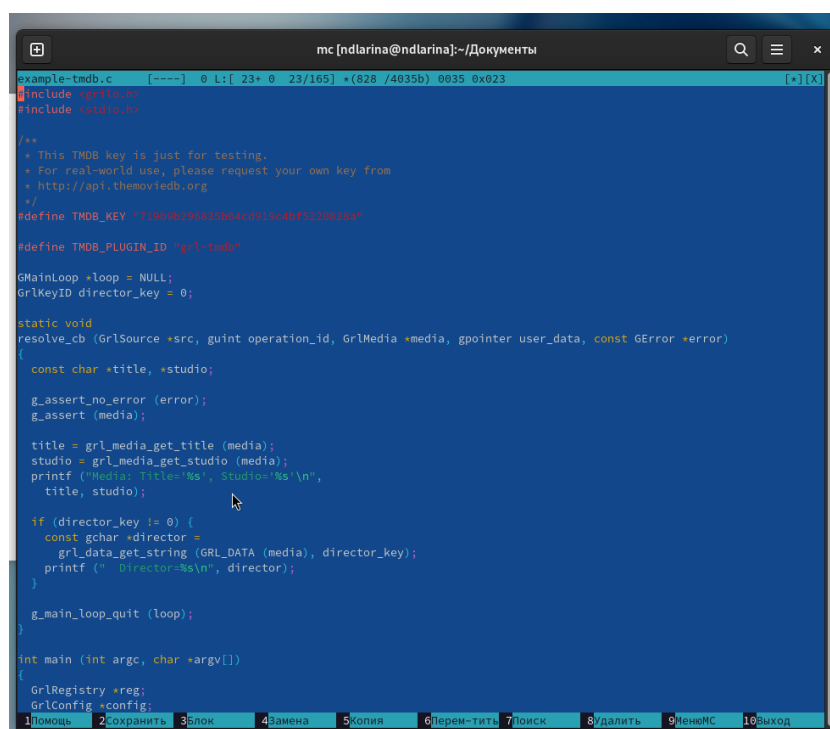 mc [ndlarina@ndlarina]:~/Документы
example-tmdb.c [----] 0 L:[ 23+ 0 23/165] *(828 /4035b) 0035 0x023 [*][X]
#include <grilo.h>
#include <stdio.h>
/**
* This TMDB key is just for testing.
* For real-world use, please request your own key from
* http://api.themoviedb.org
*/
#define TMDB_KEY
#define TMDB_PLUGIN_ID "grl-tmdb"
GMainLoop *loop = NULL;
GrlKeyID director_key = 0;
static void
resolve_cb (GrlSource *src, guint operation_id, GrlMedia *media, gpointer user_data, const GError *error)
{
const char *title, *studio;
g_assert_no_error (error);
g_assert (media);
title = grl_media_get_title (media);
studio = grl_media_get_studio (media);
printf ("Media: Title='%s', Studio='%s'\n",
title, studio);
if (director_key != 0) {
const gchar *director =
grl_data_get_string (GRL_DATA (media), director_key);
printf (" Director=%s\n", director);
}
g_main_loop_quit (loop);
}
int main (int argc, char *argv[])
{
GrlRegistry *reg;
GrlConfig *config;
1Помощь 2Сохранить 3Блок 4Замена 5Копия 6Перем~тить 7Поиск 8Удалить 9МенюMC 10Выход